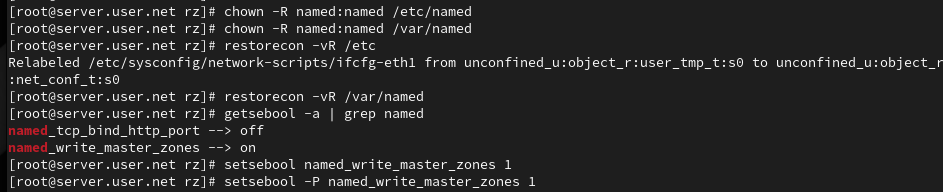 [root@server.user.net rz]# chown -R named:named /etc/named
[root@server.user.net rz]# chown -R named:named /var/named
[root@server.user.net rz]# restorecon -vR /etc
Relabeled /etc/sysconfig/network-scripts/ifcfg-eth1 from unconfined_u:object_r:user_tmp_t:s0 to unconfined_u:object_r
:net_conf_t:s0
[root@server.user.net rz]# restorecon -vR /var/named
[root@server.user.net rz]# getsebool -a | grep named
named_tcp_bind_http_port --> off
named_write_master_zones --> on
[root@server.user.net rz]# setsebool named_write_master_zones 1
[root@server.user.net rz]# setsebool -P named_write_master_zones 1